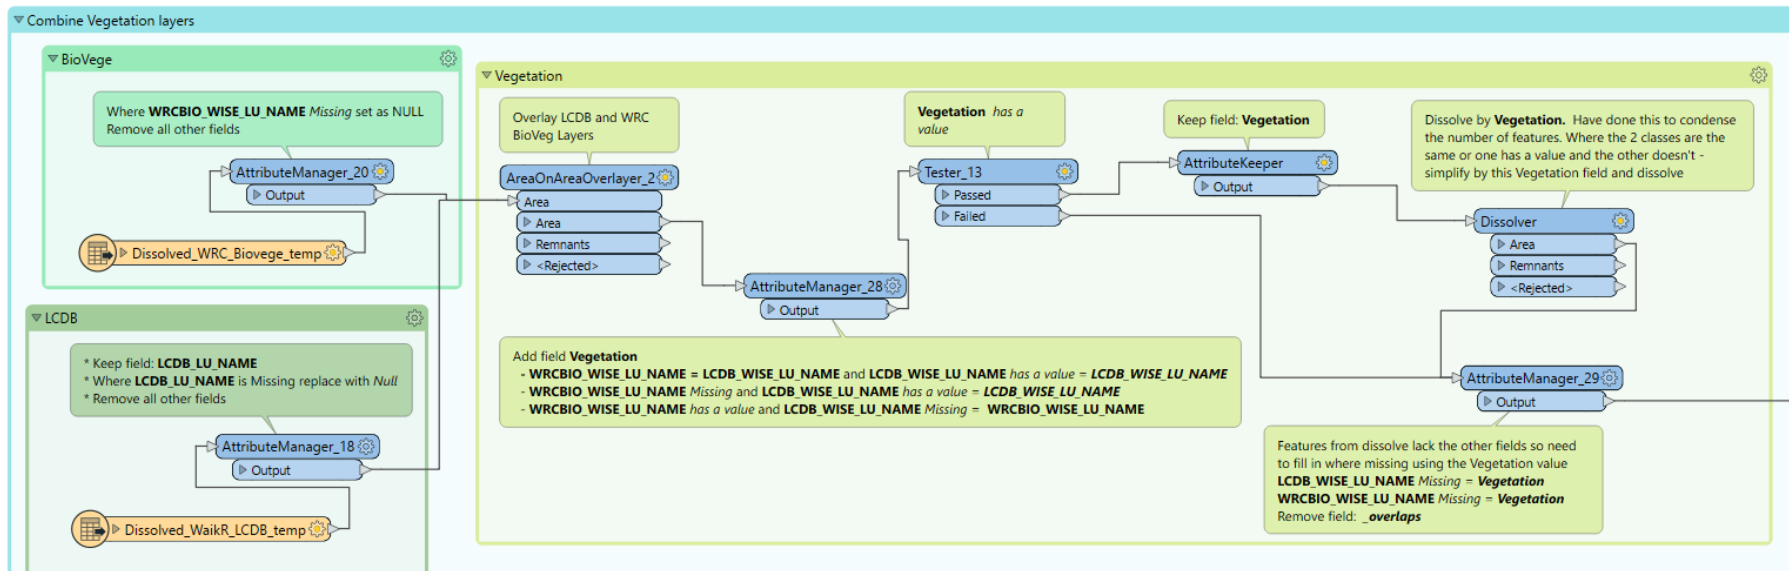 Combine Vegetation layers
BioVege
Where WRCBIO_WISE_LU_NAME Missing set as NULL
Remove all other fields
AttributeManager_20
Output
Dissolved_WRC_Biovege_temp
LCDB
* Keep field: LCDB_LU_NAME
* Where LCDB_LU_NAME is Missing replace with Null
* Remove all other fields
AttributeManager_18
Output
Dissolved_WaikR_LCDB_temp
Vegetation
Overlay LCDB and WRC
BioVeg Layers
AreaOnAreaOverlayer_2
Area
Area
Remnants
<Rejected>
AttributeManager_28
Output
Add field Vegetation
- WRCBIO_WISE_LU_NAME = LCDB_WISE_LU_NAME and LCDB_WISE_LU_NAME has a value = LCDB_WISE_LU_NAME
- WRCBIO_WISE_LU_NAME Missing and LCDB_WISE_LU_NAME has a value = LCDB_WISE_LU_NAME
- WRCBIO_WISE_LU_NAME has a value and LCDB_WISE_LU_NAME Missing = WRCBIO_WISE_LU_NAME
Vegetation has a
value
Tester_13
Passed
Failed
Keep field: Vegetation
AttributeKeeper
Output
Dissolve by Vegetation. Have done this to condense
the number of features. Where the 2 classes are the
same or one has a value and the other doesn't -
simplify by this Vegetation field and dissolve
Dissolver
Area
Remnants
<Rejected>
AttributeManager_29
Output
Features from dissolve lack the other fields so need
to fill in where missing using the Vegetation value
LCDB_WISE_LU_NAME Missing = Vegetation
WRCBIO_WISE_LU_NAME Missing = Vegetation
Remove field: _overlaps